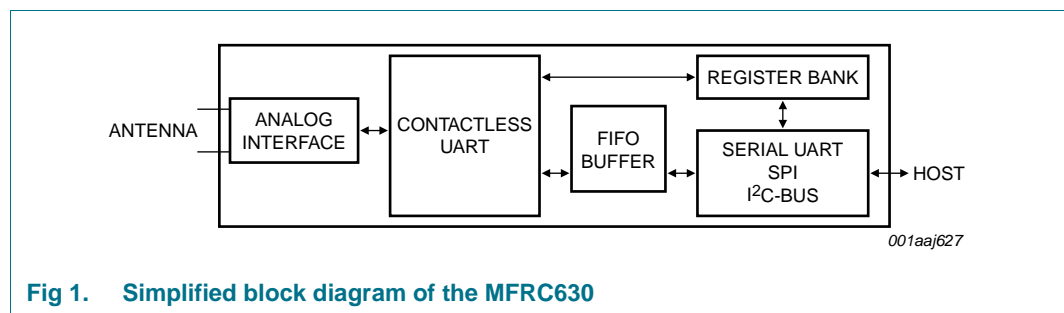 ANTENNA
ANALOG
INTERFACE
CONTACTLESS
UART
FIFO
BUFFER
REGISTER BANK
SERIAL UART
SPI
I²C-BUS
HOST
001aaj627
Fig 1. Simplified block diagram of the MFRC630